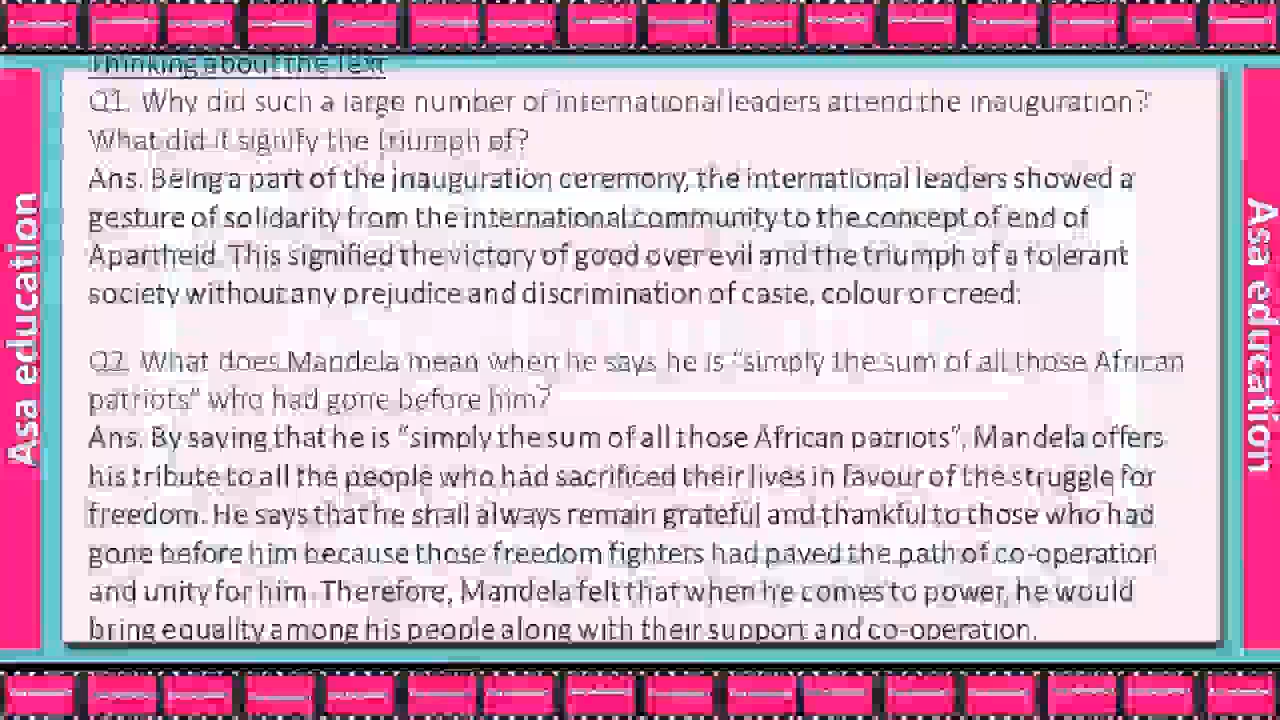 Thinking about the Text
Q1. Why did such a large number of international leaders attend the inauguration?
What did it signify the triumph of?
Ans. Being a part of the inauguration ceremony, the international leaders showed a
gesture of solidarity from the international community to the concept of end of
Apartheid. This signified the victory of good over evil and the triumph of a tolerant
society without any prejudice and discrimination of caste, colour or creed.
Q2. What does Mandela mean when he says he is “simply the sum of all those African
patriots” who had gone before him?
Ans. By saying that he is “simply the sum of all those African patriots”, Mandela offers
his tribute to all the people who had sacrificed their lives in favour of the struggle for
freedom. He says that he shall always remain grateful and thankful to those who had
gone before him because those freedom fighters had paved the path of co-operation
and unity for him. Therefore, Mandela felt that when he comes to power, he would
bring equality among his people along with their support and co-operation.
Asa education
Asa education